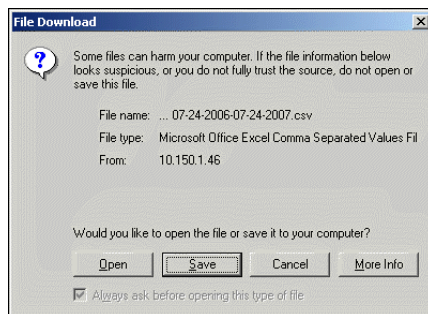 File Download
Some files can harm your computer. If the file information below
looks suspicious, or you do not fully trust the source, do not open or
save this file.
File name: ... 07-24-2006-07-24-2007.csv
File type: Microsoft Office Excel Comma Separated Values Fil
From: 10.150.1.46
Would you like to open the file or save it to your computer?
Open Save Cancel More Info
Always ask before opening this type of file